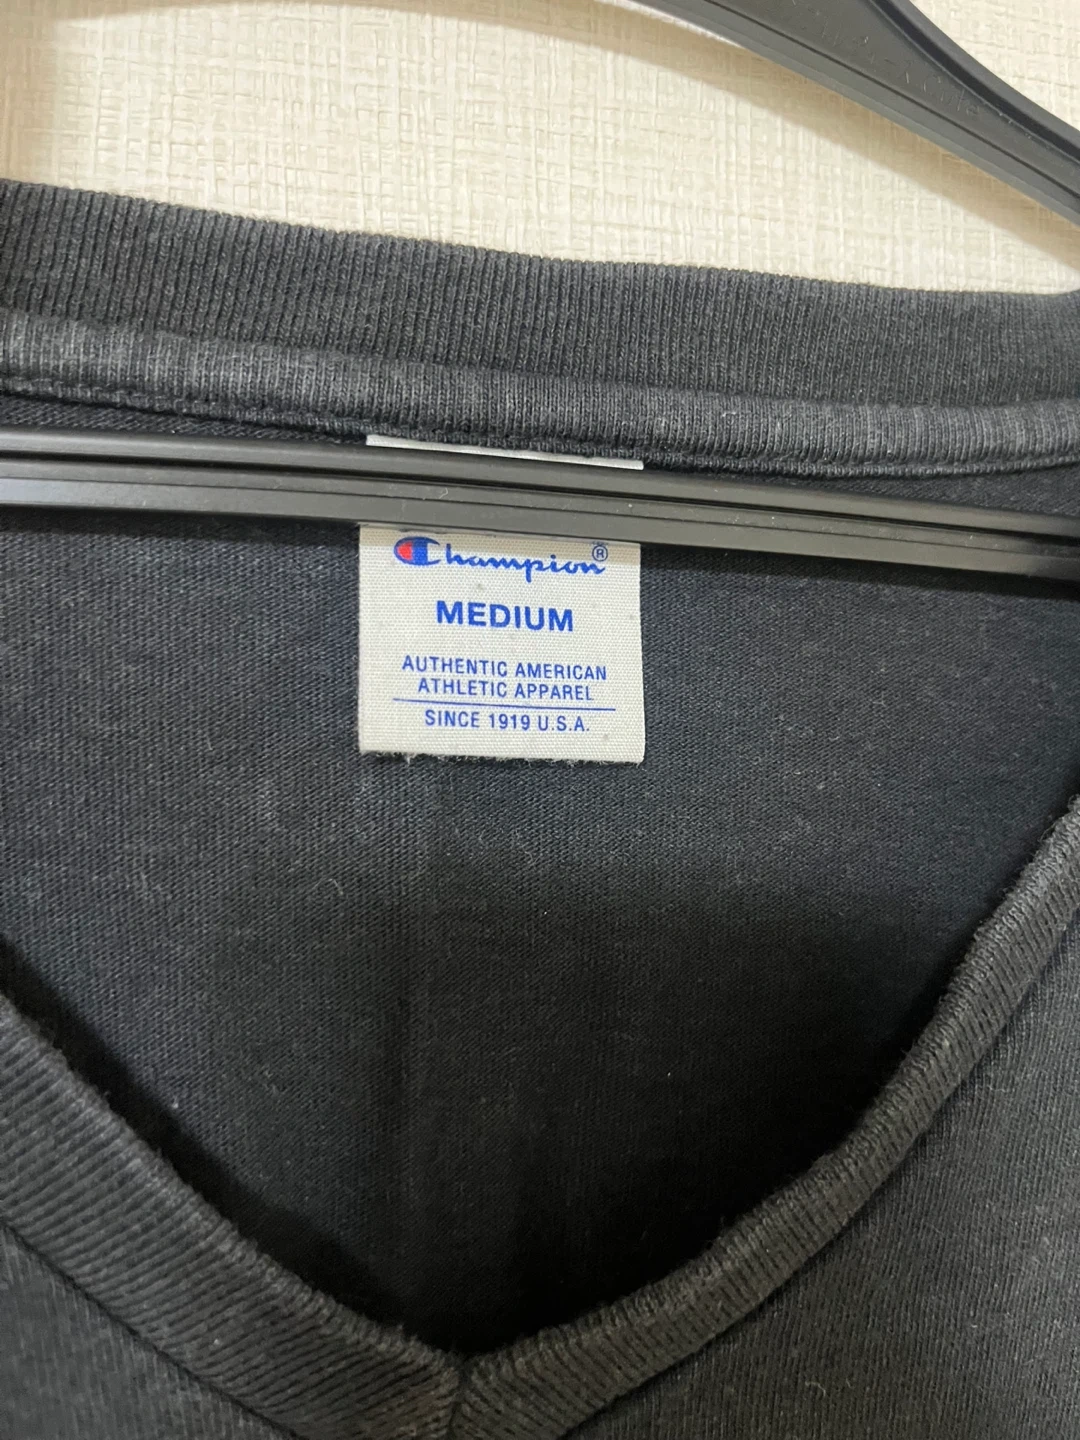 Champion®
MEDIUM
AUTHENTIC AMERICAN
ATHLETIC APPAREL
SINCE 1919 U.S.A.